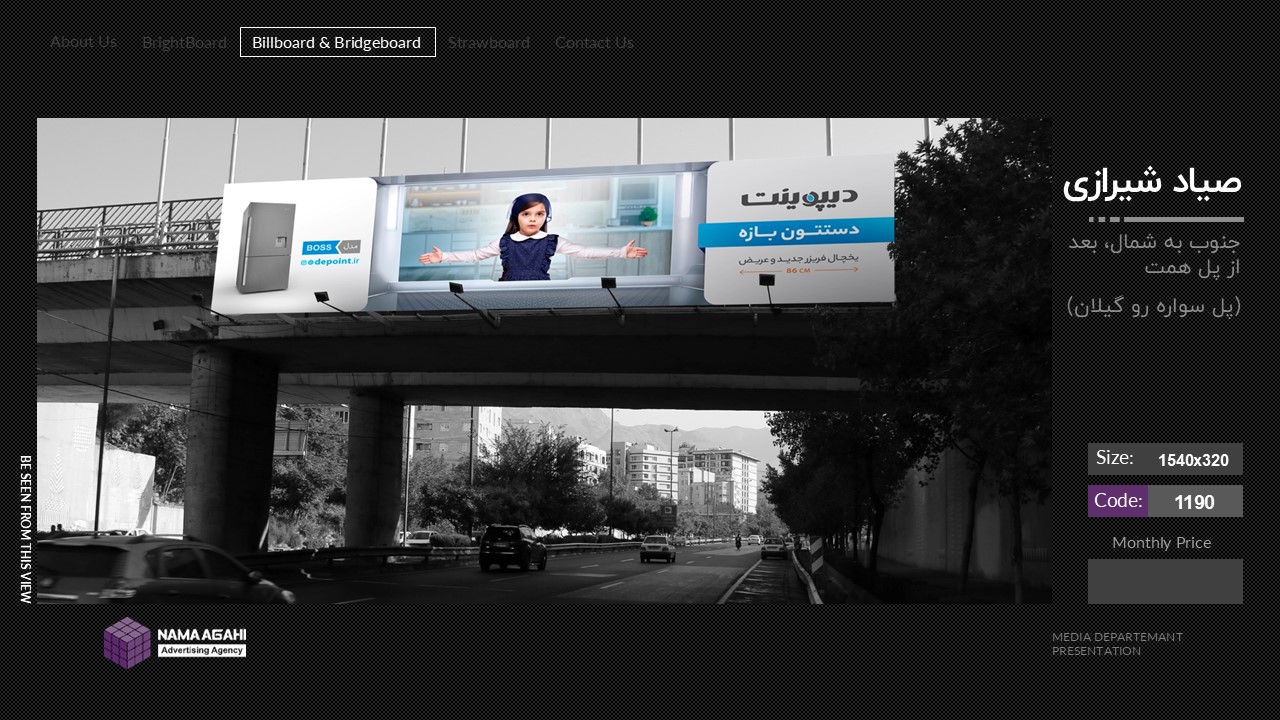 About Us
BrightBoard
Billboard & Bridgeboard
Strawboard
Contact Us
صیاد شیرازی
جنوب به شمال، بعد
از پل همت
(پل سواره رو گیلان)
دیپوینت
دستتون بازه
یخچال فریزر جدید و عریض
86 CM
BOSS مدل
depoint.ir
Size: 1540x320
Code: 1190
Monthly Price
BE SEEN FROM THIS VIEW
NAMA AGAHI
Advertising Agency
MEDIA DEPARTEMANT
PRESENTATION